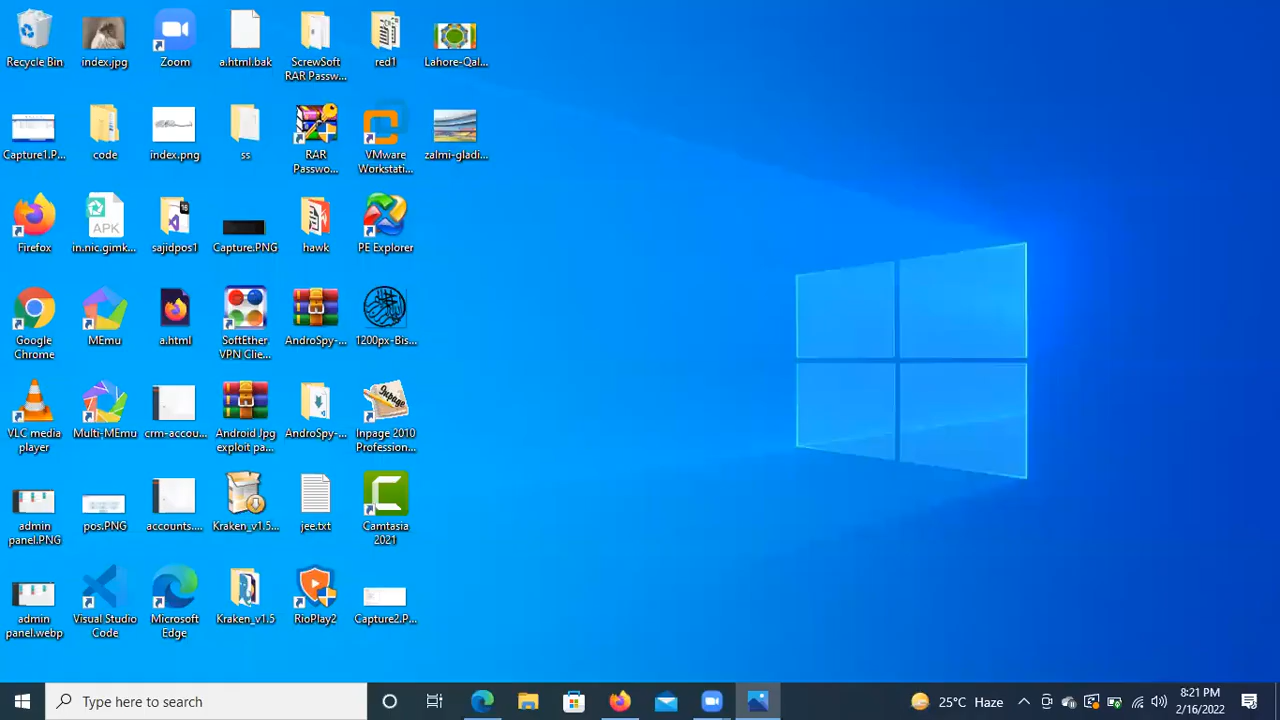 Recycle Bin
index.jpg
Zoom
a.html.bak
ScrewSoft
RAR Passw...
red1
Lahore-Qal...
Capture1.P...
code
index.png
ss
RAR
Passwo...
VMware
Workstati...
zalmi-gladi...
Firefox
in.nic.gimk...
APK
sajidpos1
Capture.PNG
hawk
PE Explorer
Google
Chrome
MEmu
a.html
SoftEther
VPN Clie...
AndroSpy-...
1200px-Bis...
VLC media
player
Multi-MEmu
crm-accou...
Android Jpg
exploit pa...
AndroSpy-...
Inpage
Inpage 2010
Profession...
admin
panel.PNG
pos.PNG
accounts....
Kraken_v1.5...
jee.txt
Camtasia
2021
admin
panel.webp
Visual Studio
Code
Microsoft
Edge
Kraken_v1.5
RioPlay2
Capture2.P...
Type here to search
25°C Haze
8:21 PM
2/16/2022